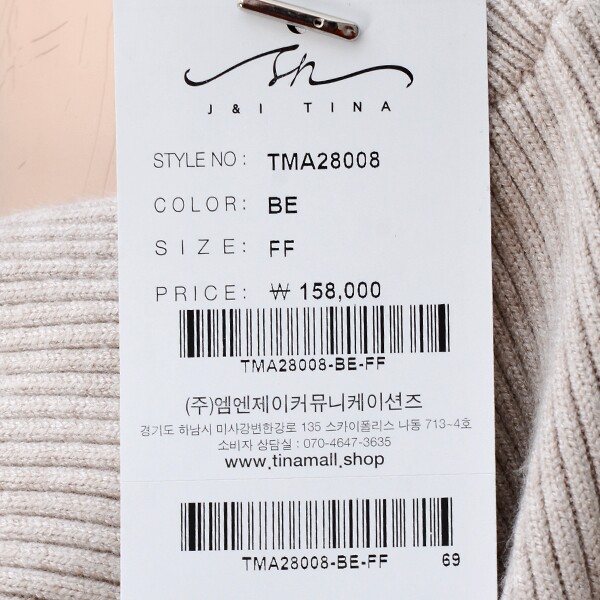 J & I TINA
STYLE NO : TMA28008
COLOR: BE
SIZE: FF
PRICE: ₩ 158,000
TMA28008-BE-FF
(주)엠엔제이커뮤니케이션즈
경기도 하남시 미사강변한강로 135 스카이폴리스 나동 713~4호
소비자 상담실 : 070-4647-3635
www.tinamall.shop
TMA28008-BE-FF 69